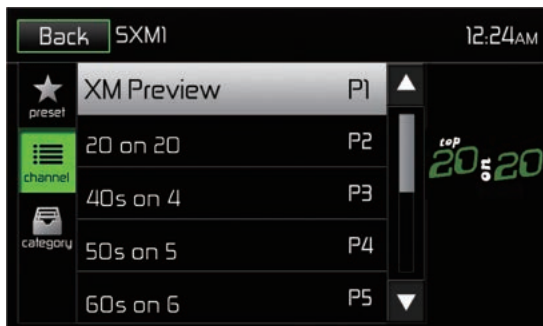 Back SXM1 12:24AM
preset
channel
category
XM Preview P1
20 on 20 P2
40s on 4 P3
50s on 5 P4
60s on 6 P5
top
20 on 20